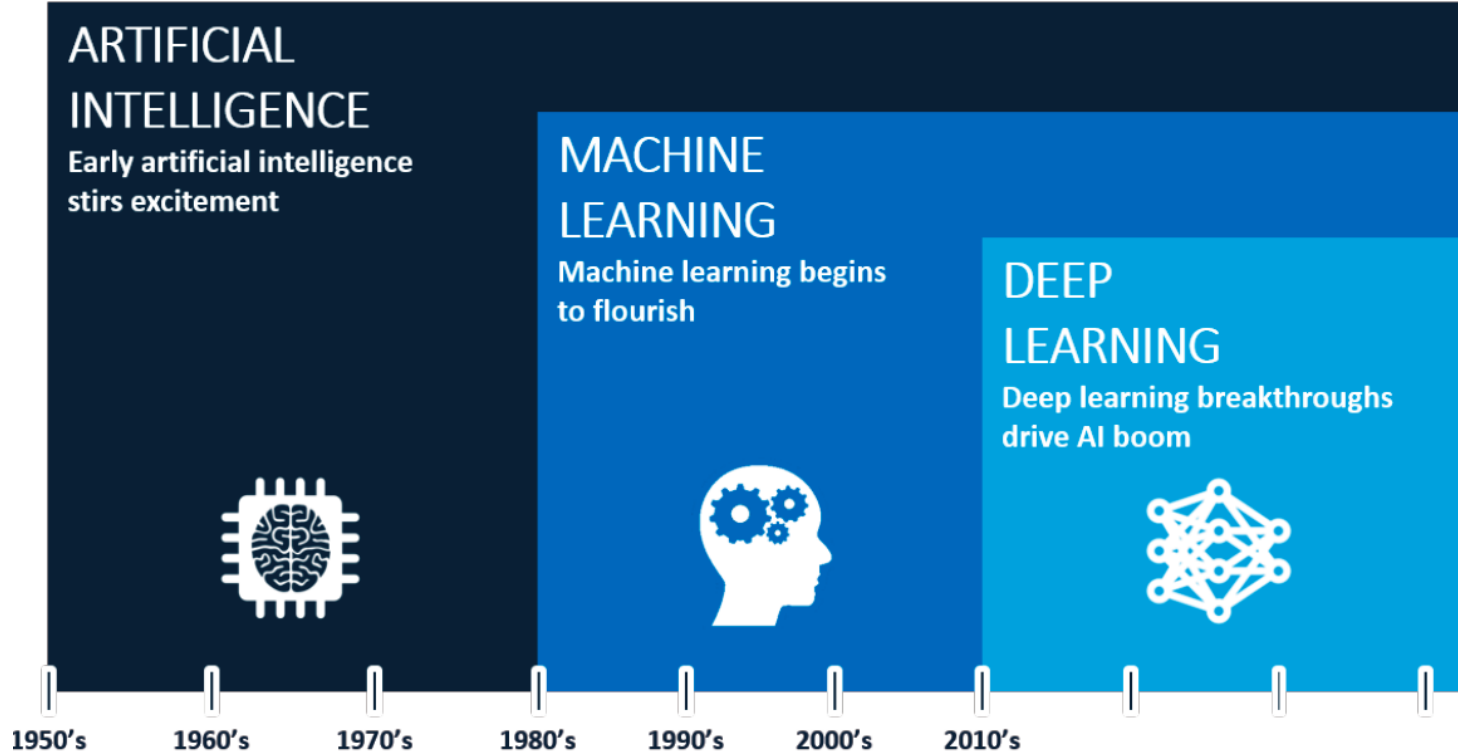 ARTIFICIAL
INTELLIGENCE
Early artificial intelligence
stirs excitement
MACHINE
LEARNING
Machine learning begins
to flourish
DEEP
LEARNING
Deep learning breakthroughs
drive AI boom
1950’s 1960’s 1970’s 1980’s 1990’s 2000’s 2010’s